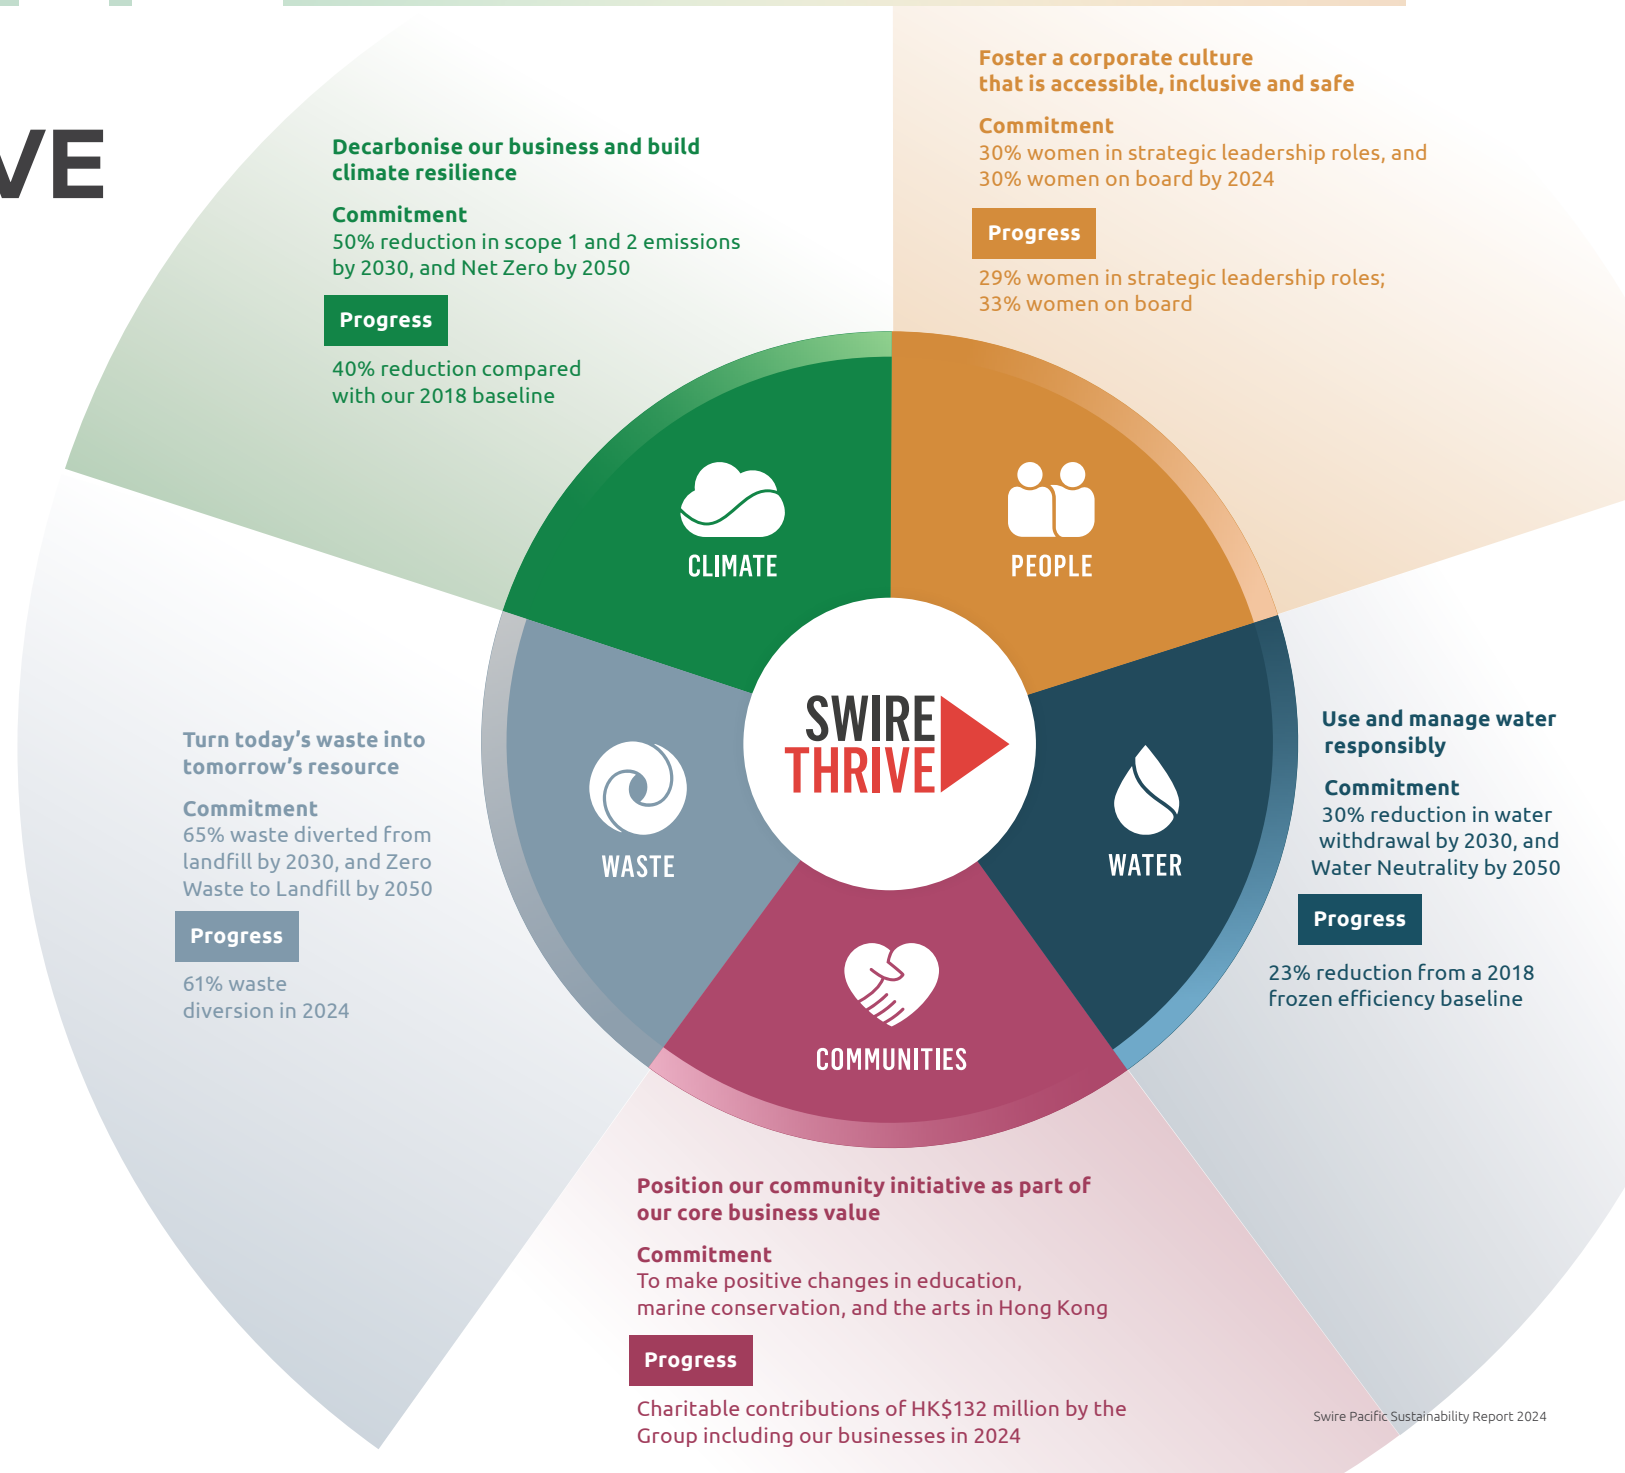 VE
Decarbonise our business and build
climate resilience
Commitment
50% reduction in scope 1 and 2 emissions
by 2030, and Net Zero by 2050
Progress
40% reduction compared
with our 2018 baseline
Foster a corporate culture
that is accessible, inclusive and safe
Commitment
30% women in strategic leadership roles, and
30% women on board by 2024
Progress
29% women in strategic leadership roles;
33% women on board
CLIMATE
PEOPLE
SWIRE
THRIVE
WASTE
WATER
COMMUNITIES
Turn today’s waste into
tomorrow’s resource
Commitment
65% waste diverted from
landfill by 2030, and Zero
Waste to Landfill by 2050
Progress
61% waste
diversion in 2024
Use and manage water
responsibly
Commitment
30% reduction in water
withdrawal by 2030, and
Water Neutrality by 2050
Progress
23% reduction from a 2018
frozen efficiency baseline
Position our community initiative as part of
our core business value
Commitment
To make positive changes in education,
marine conservation, and the arts in Hong Kong
Progress
Charitable contributions of HK$132 million by the
Group including our businesses in 2024
Swire Pacific Sustainability Report 2024